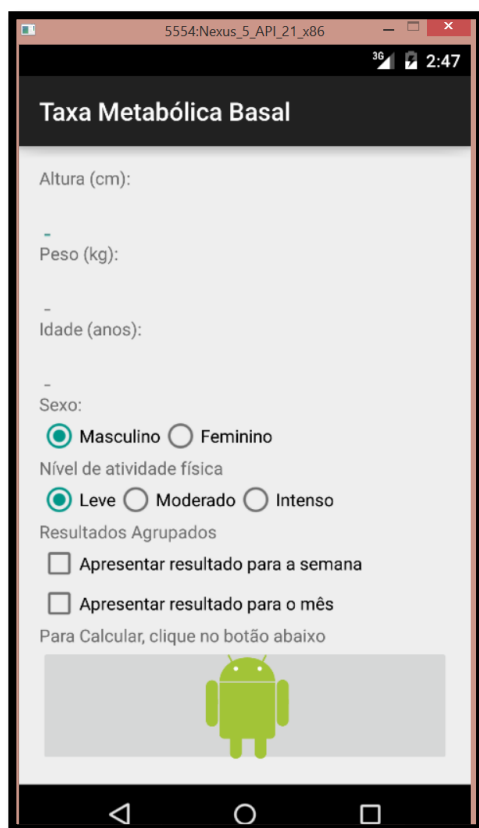 5554:Nexus_5_API_21_x86
3G 2:47
Taxa Metabólica Basal
Altura (cm):
Peso (kg):
Idade (anos):
Sexo:
Masculino Feminino
Nível de atividade física
Leve Moderado Intenso
Resultados Agrupados
Apresentar resultado para a semana
Apresentar resultado para o mês
Para Calcular, clique no botão abaixo